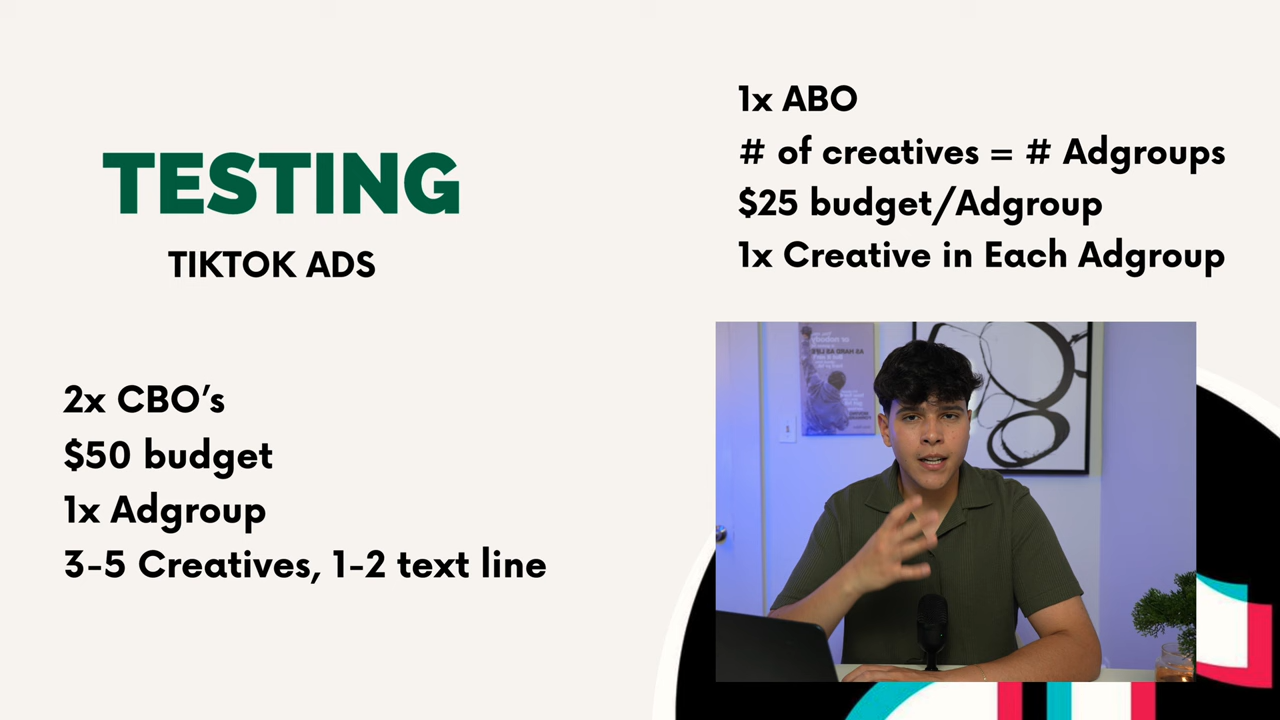 TESTING
TIKTOK ADS
2x CBO’s
$50 budget
1x Adgroup
3-5 Creatives, 1-2 text line
1x ABO
# of creatives = # Adgroups
$25 budget/Adgroup
1x Creative in Each Adgroup